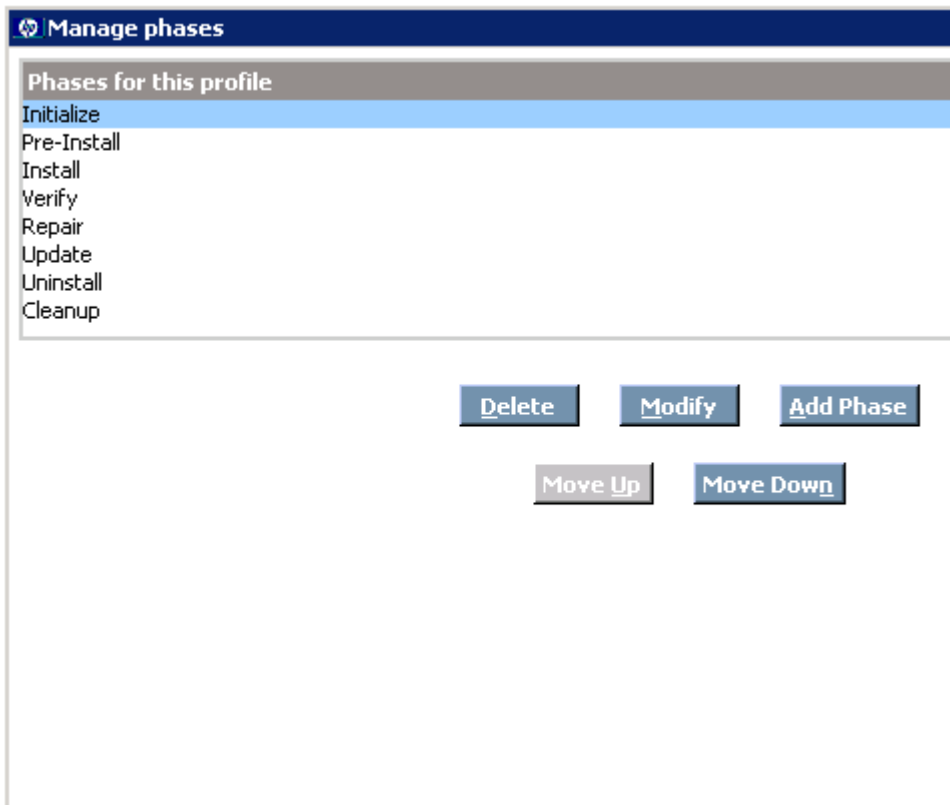 Manage phases
Phases for this profile
Initialize
Pre-Install
Install
Verify
Repair
Update
Uninstall
Cleanup
Delete Modify Add Phase
Move Up Move Down